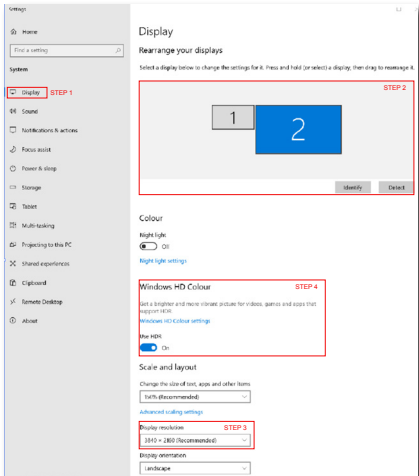 Settings
Home
Find a setting
System
Display STEP 1
Sound
Notifications & actions
Focus assist
Power & sleep
Storage
Tablet
Multi-tasking
Projecting to this PC
Shared experiences
Clipboard
Remote Desktop
About
Display
Rearrange your displays
Select a display below to change the settings for it. Press and hold (or select) a display, then drag to rearrange it.
STEP 2
1 2
Identify Detect
Colour
Night light
Off
Night light settings
Windows HD Colour STEP 4
Get a brighter and more vibrant picture for videos, games and apps that
support HDR.
Windows HD Colour settings
Use HDR
On
Scale and layout
Change the size of text, apps and other items
150% (Recommended)
Advanced scaling settings
Display resolution STEP 3
3840 × 2160 (Recommended)
Display orientation
Landscape